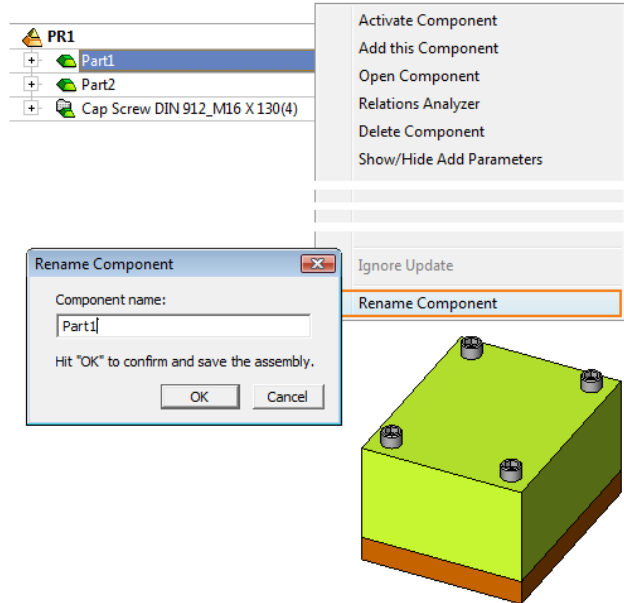 PR1
Part1
Part2
Cap Screw DIN 912_M16 X 130(4)
Activate Component
Add this Component
Open Component
Relations Analyzer
Delete Component
Show/Hide Add Parameters
Ignore Update
Rename Component
Rename Component
Component name:
Part1
Hit "OK" to confirm and save the assembly.
OK
Cancel